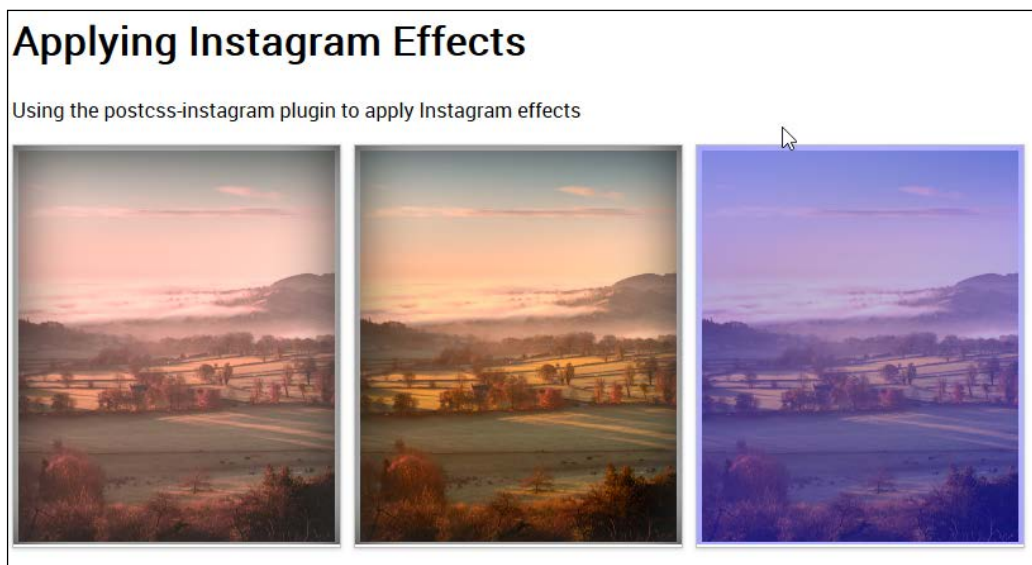 Applying Instagram Effects
Using the postcss-instagram plugin to apply Instagram effects